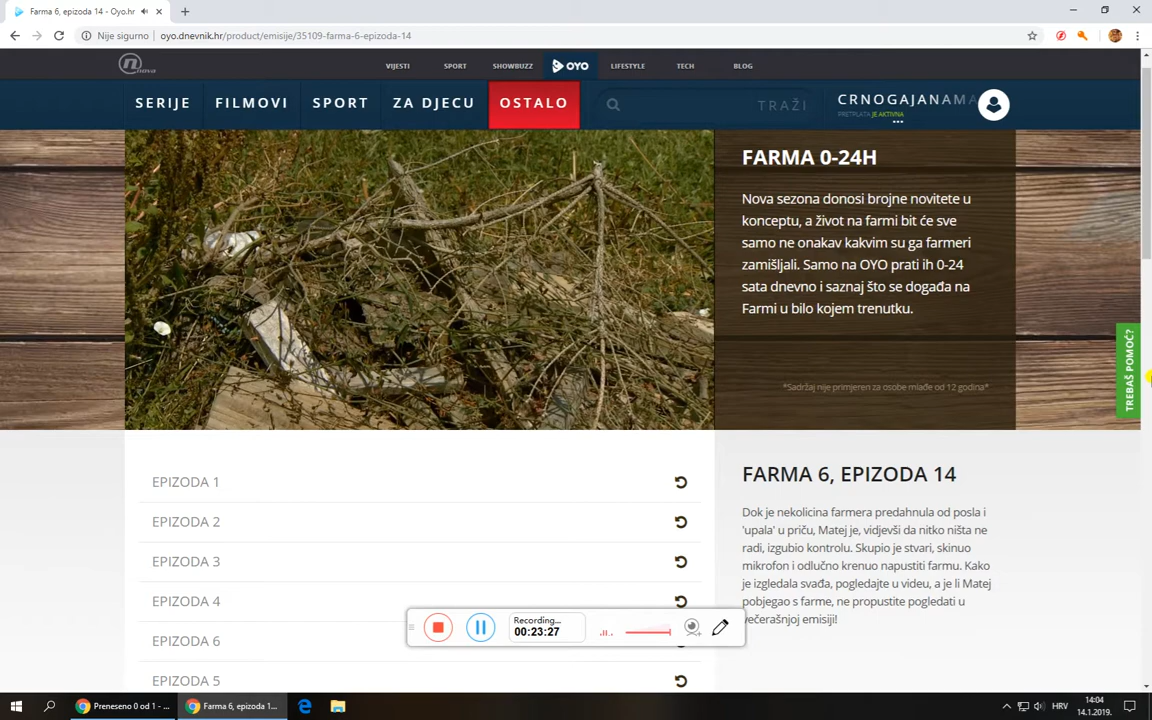 Farma 6, epizoda 14 - Oyo.hr
Nije sigurno
oyo.dnevnik.hr/product/emisije/35109-farma-6-epizoda-14
nova
VIJESTI
SPORT
SHOWBUZZ
OYO
LIFESTYLE
TECH
BLOG
SERIJE
FILMOVI
SPORT
ZA DJECU
OSTALO
TRAŽI
CRNOGAJANAMA
PRETPLATA JE AKTIVNA
FARMA 0-24H
Nova sezona donosi brojne novitete u
konceptu, a život na farmi bit će sve
samo ne onakav kakvim su ga farmeri
zamišljali. Samo na OYO prati ih 0-24
sata dnevno i saznaj što se događa na
Farmi u bilo kojem trenutku.
*Sadržaj nije primjeren za osobe mlađe od 12 godina*
TREBAŠ POMOĆ?
EPIZODA 1
EPIZODA 2
EPIZODA 3
EPIZODA 4
EPIZODA 6
EPIZODA 5
FARMA 6, EPIZODA 14
Dok je nekolicina farmera predahnula od posla i
'upala' u priču, Matej je, vidjevši da nitko ništa ne
radi, izgubio kontrolu. Skupio je stvari, skinuo
mikrofon i odlučno krenuo napustiti farmu. Kako
je izgledala svađa, pogledajte u videu, a je li Matej
pobjegao s farme, ne propustite pogledati u
večerašnjoj emisiji!
Recording...
00:23:27
Preneseno 0 od 1 - ...
Farma 6, epizoda 1...
HRV
14:04
14.1.2019.